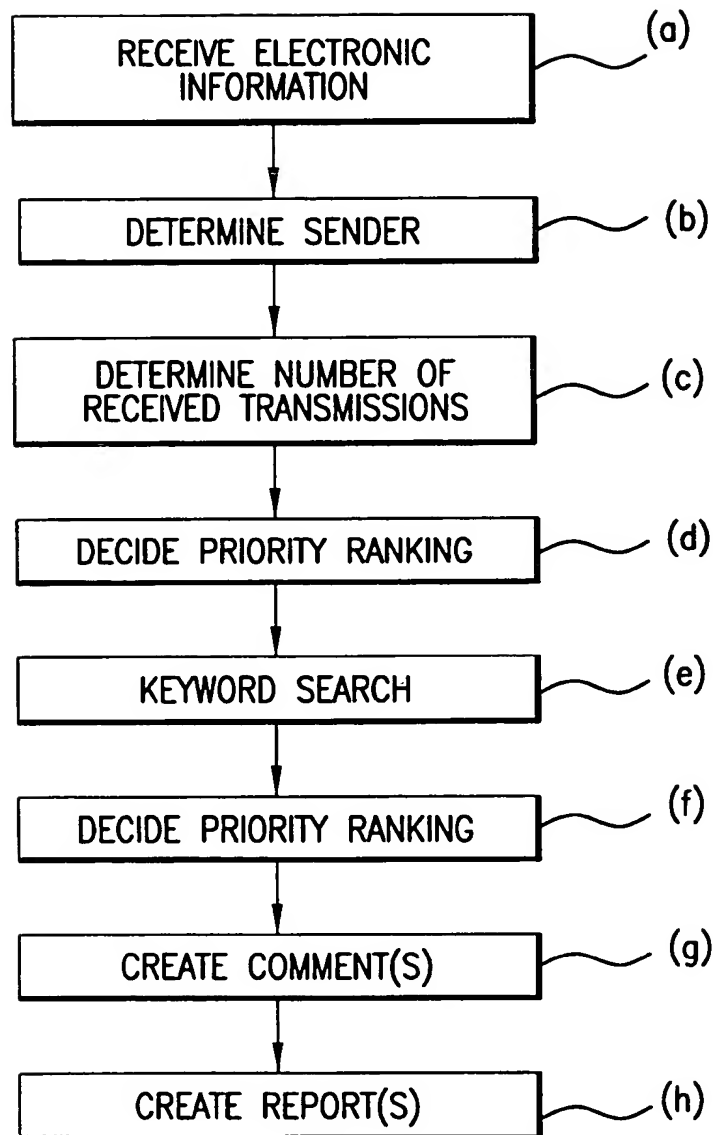 RECEIVE ELECTRONIC
INFORMATION
(a)
DETERMINE SENDER
(b)
DETERMINE NUMBER OF
RECEIVED TRANSMISSIONS
(c)
DECIDE PRIORITY RANKING
(d)
KEYWORD SEARCH
(e)
DECIDE PRIORITY RANKING
(f)
CREATE COMMENT(S)
(g)
CREATE REPORT(S)
(h)